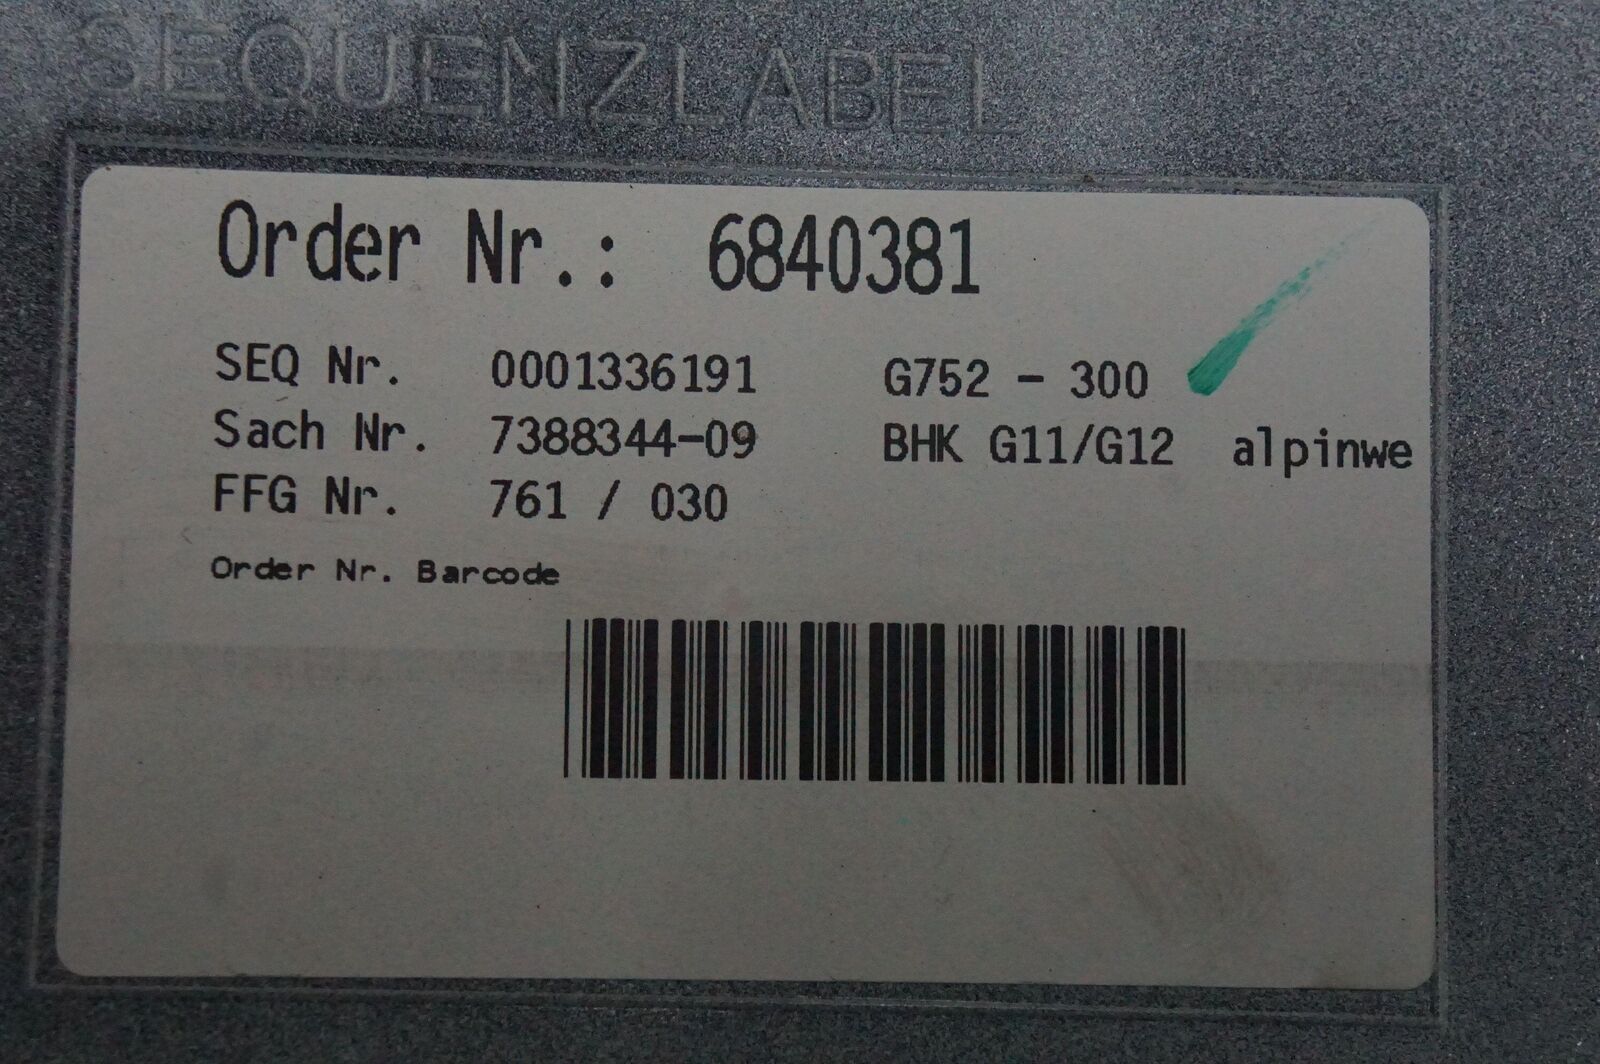 SEQUENZLABEL
Order Nr.: 6840381
SEQ Nr. 0001336191 G752 - 300
Sach Nr. 7388344-09 BHK G11/G12 alpinwe
FFG Nr. 761 / 030
Order Nr. Barcode